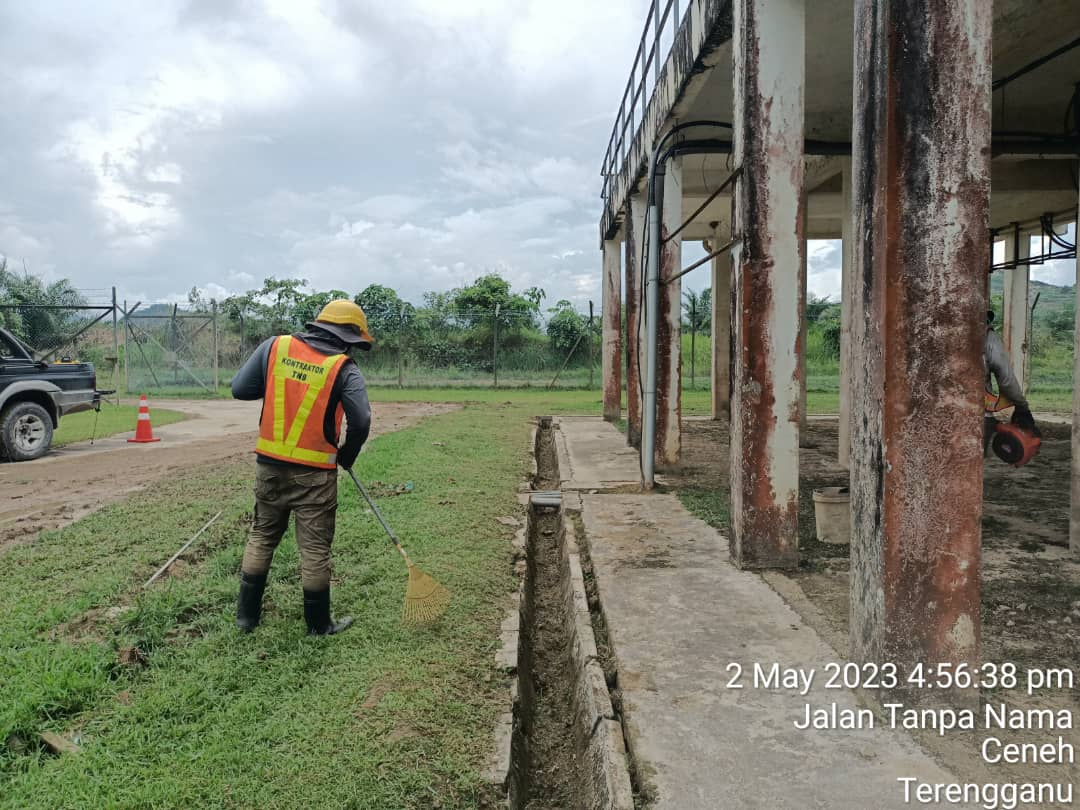 KONTRAKTOR
TNB
2 May 2023 4:56:38 pm
Jalan Tanpa Nama
Ceneh
Terengganu